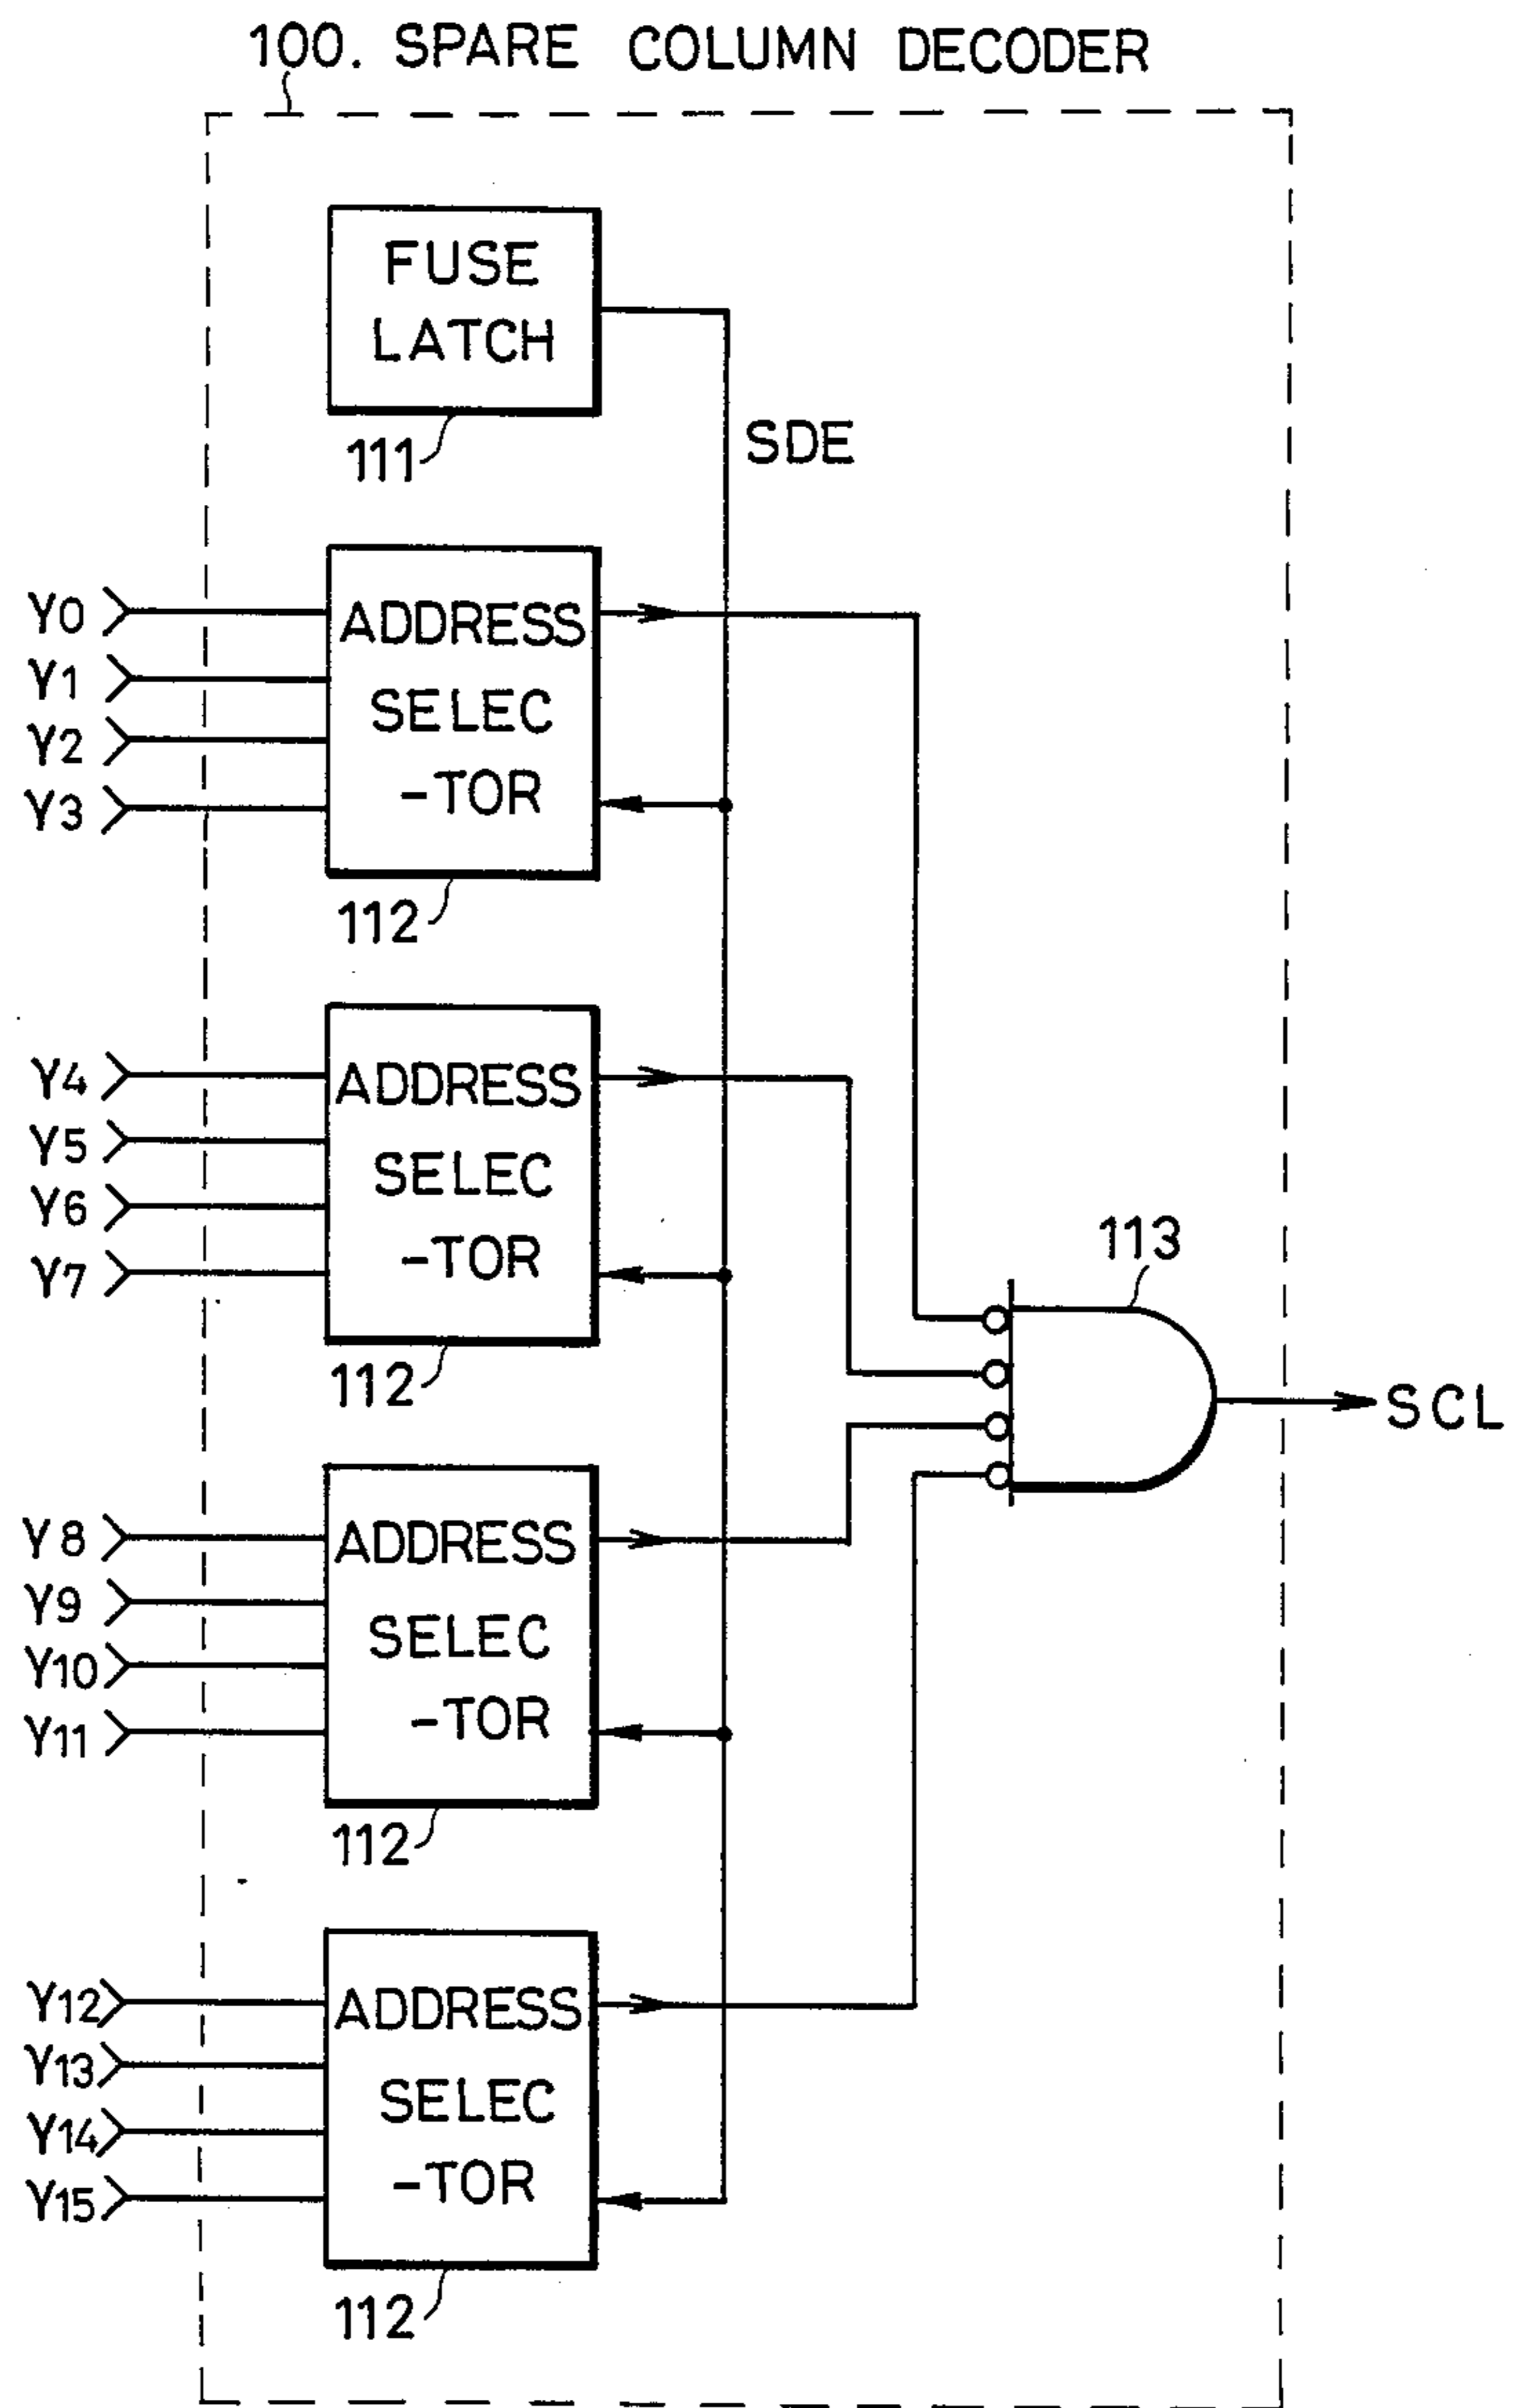 100. SPARE COLUMN DECODER
FUSE
LATCH
111
SDE
Y0
Y1
Y2
Y3
ADDRESS
SELEC
-TOR
112
Y4
Y5
Y6
Y7
ADDRESS
SELEC
-TOR
112
113
SCL
Y8
Y9
Y10
Y11
ADDRESS
SELEC
-TOR
112
Y12
Y13
Y14
Y15
ADDRESS
SELEC
-TOR
112